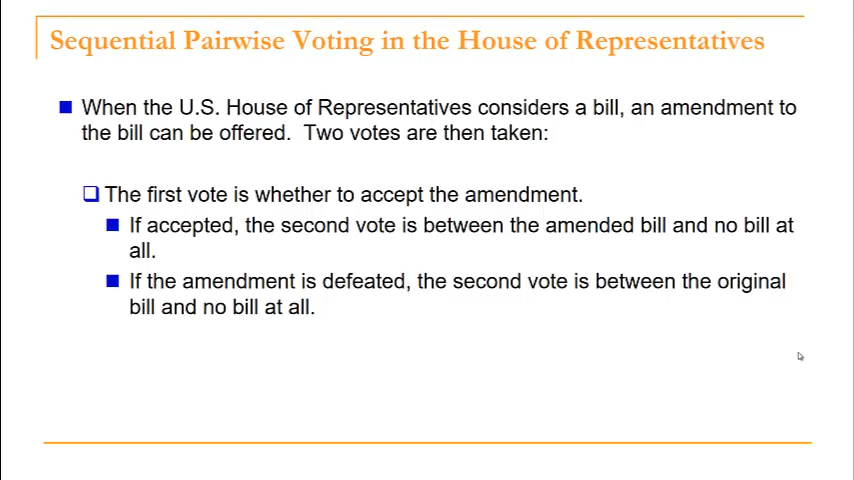 Sequential Pairwise Voting in the House of Representatives
When the U.S. House of Representatives considers a bill, an amendment to
the bill can be offered.  Two votes are then taken:
The first vote is whether to accept the amendment.
If accepted, the second vote is between the amended bill and no bill at
all.
If the amendment is defeated, the second vote is between the original
bill and no bill at all.